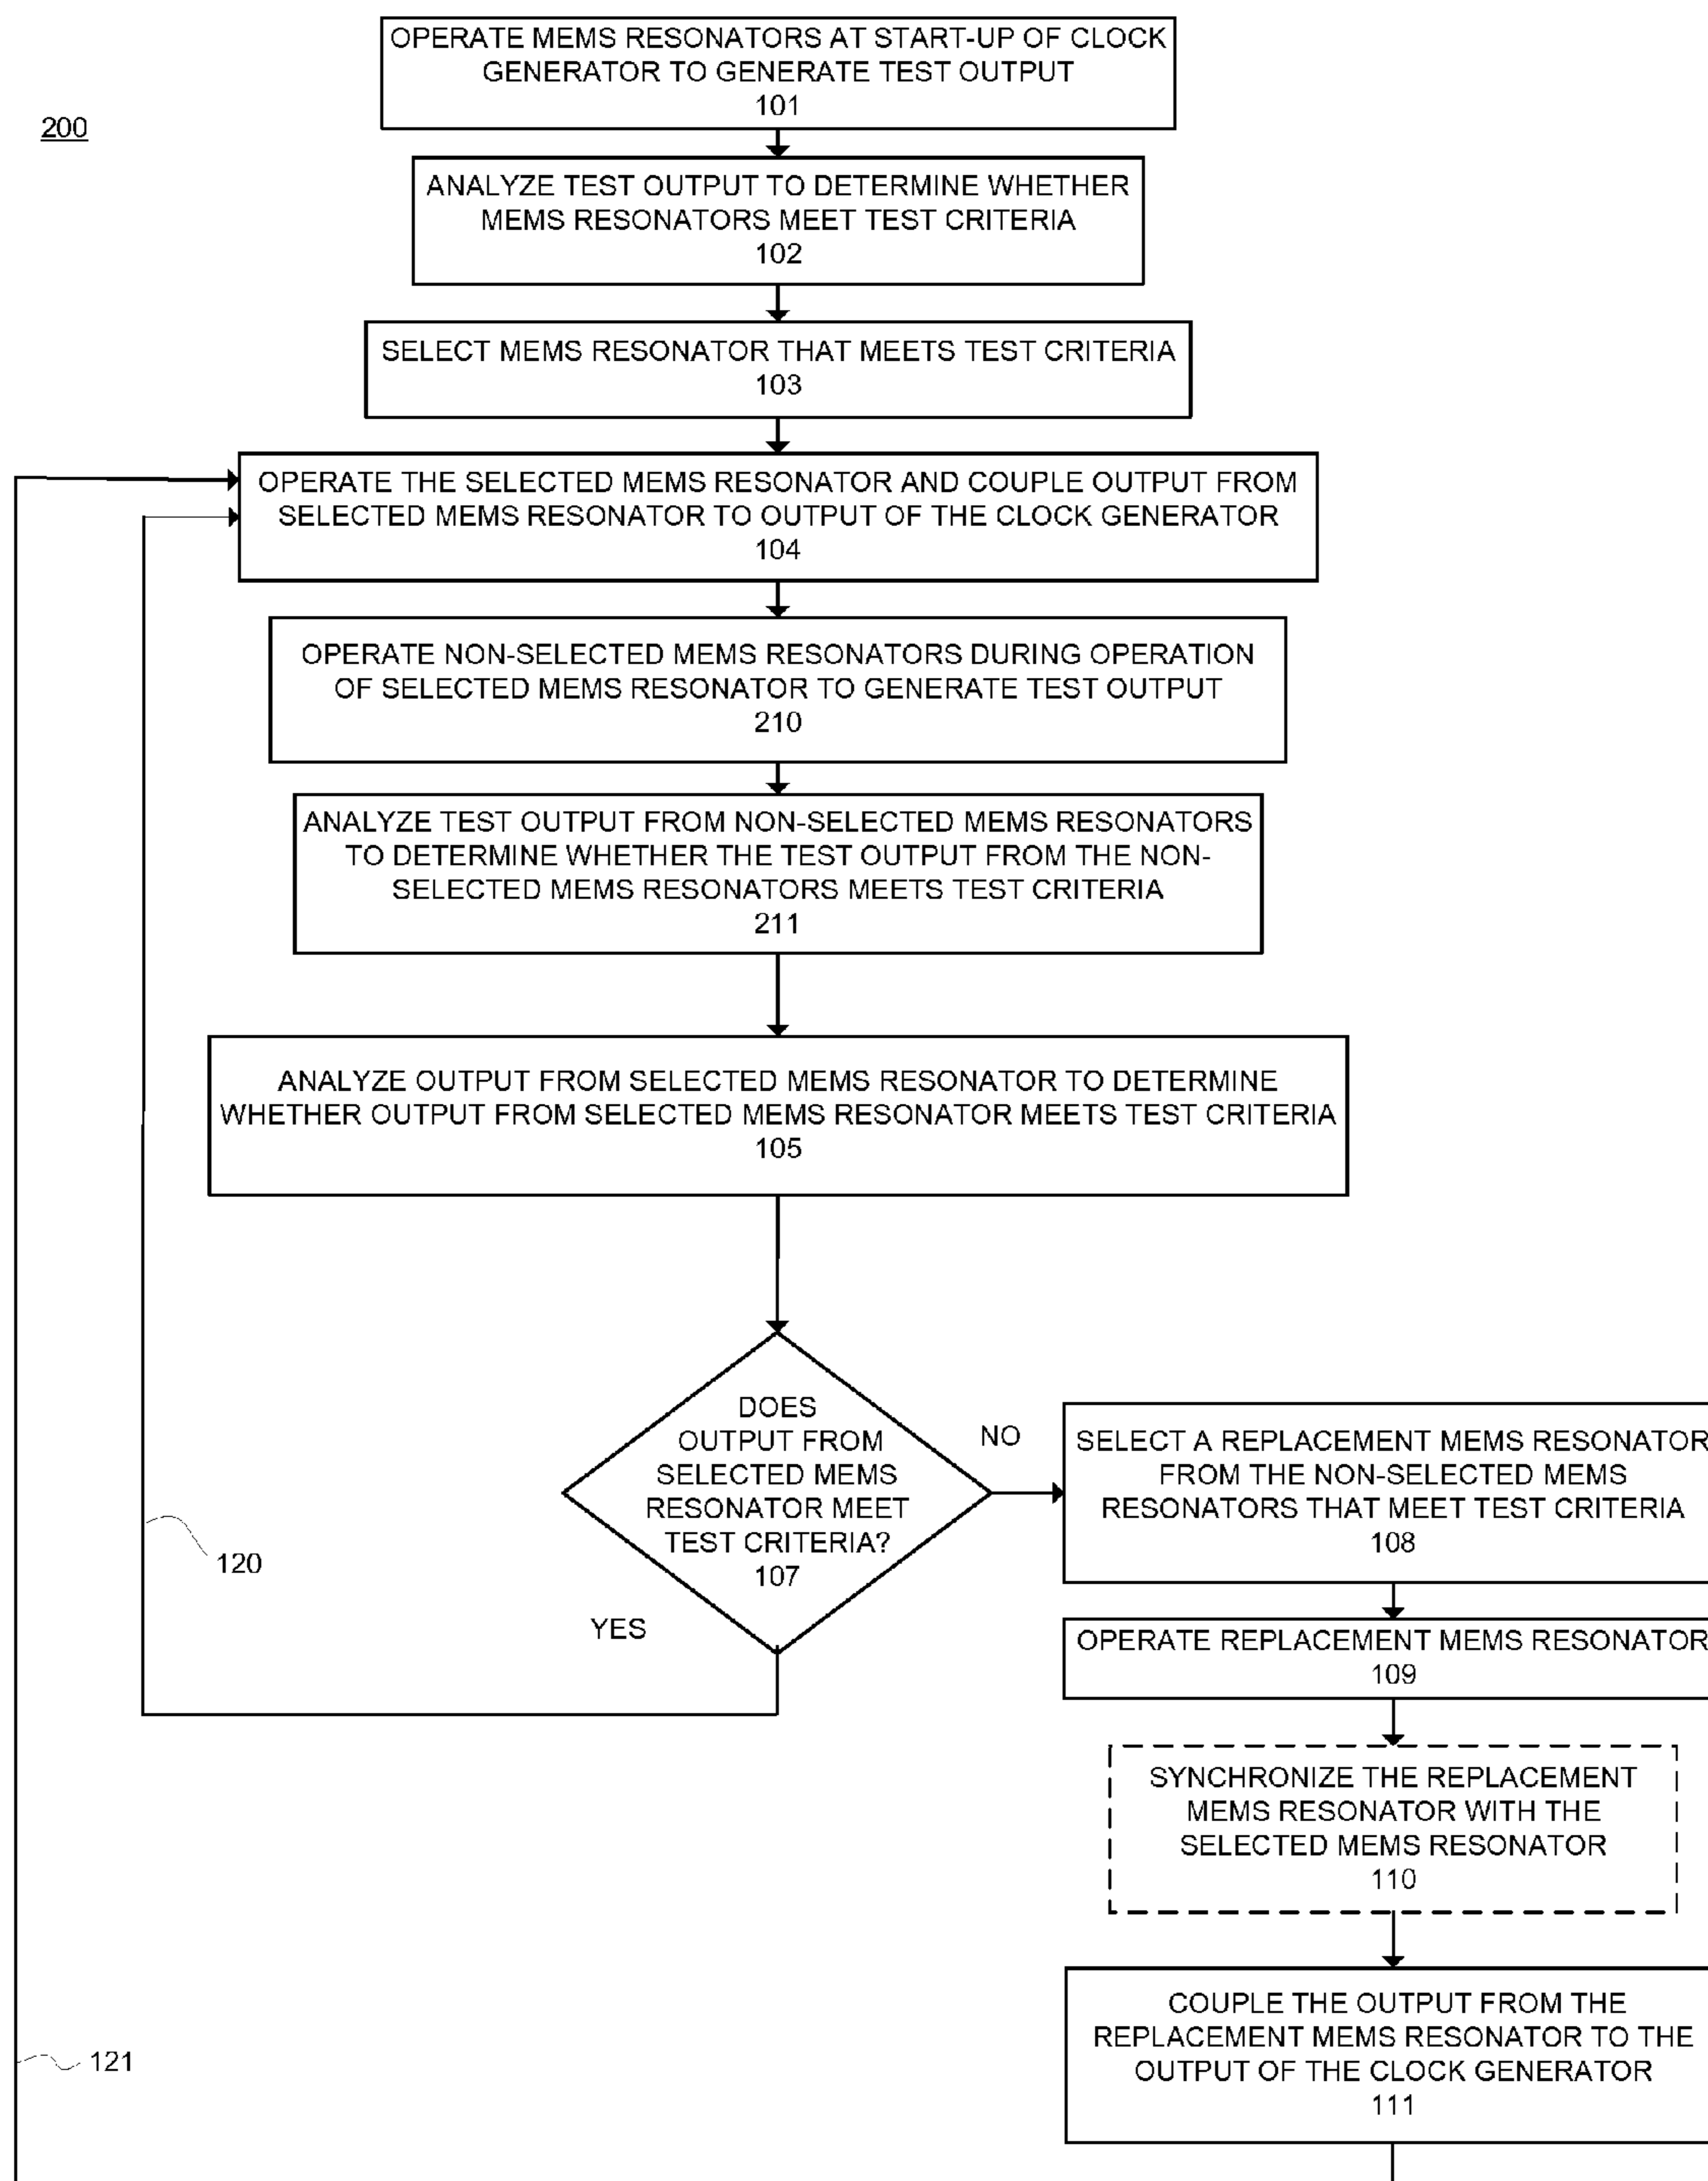 OPERATE MEMS RESONATORS AT START-UP OF CLOCK
GENERATOR TO GENERATE TEST OUTPUT
101
200
ANALYZE TEST OUTPUT TO DETERMINE WHETHER
MEMS RESONATORS MEET TEST CRITERIA
102
SELECT MEMS RESONATOR THAT MEETS TEST CRITERIA
103
OPERATE THE SELECTED MEMS RESONATOR AND COUPLE OUTPUT FROM
SELECTED MEMS RESONATOR TO OUTPUT OF THE CLOCK GENERATOR
104
OPERATE NON-SELECTED MEMS RESONATORS DURING OPERATION
OF SELECTED MEMS RESONATOR TO GENERATE TEST OUTPUT
210
ANALYZE TEST OUTPUT FROM NON-SELECTED MEMS RESONATORS
TO DETERMINE WHETHER THE TEST OUTPUT FROM THE NON-
SELECTED MEMS RESONATORS MEETS TEST CRITERIA
211
ANALYZE OUTPUT FROM SELECTED MEMS RESONATOR TO DETERMINE
WHETHER OUTPUT FROM SELECTED MEMS RESONATOR MEETS TEST CRITERIA
105
DOES
OUTPUT FROM
SELECTED MEMS
RESONATOR MEET
TEST CRITERIA?
107
NO
YES
120
SELECT A REPLACEMENT MEMS RESONATOR
FROM THE NON-SELECTED MEMS
RESONATORS THAT MEET TEST CRITERIA
108
OPERATE REPLACEMENT MEMS RESONATOR
109
SYNCHRONIZE THE REPLACEMENT
MEMS RESONATOR WITH THE
SELECTED MEMS RESONATOR
110
COUPLE THE OUTPUT FROM THE
REPLACEMENT MEMS RESONATOR TO THE
OUTPUT OF THE CLOCK GENERATOR
111
121